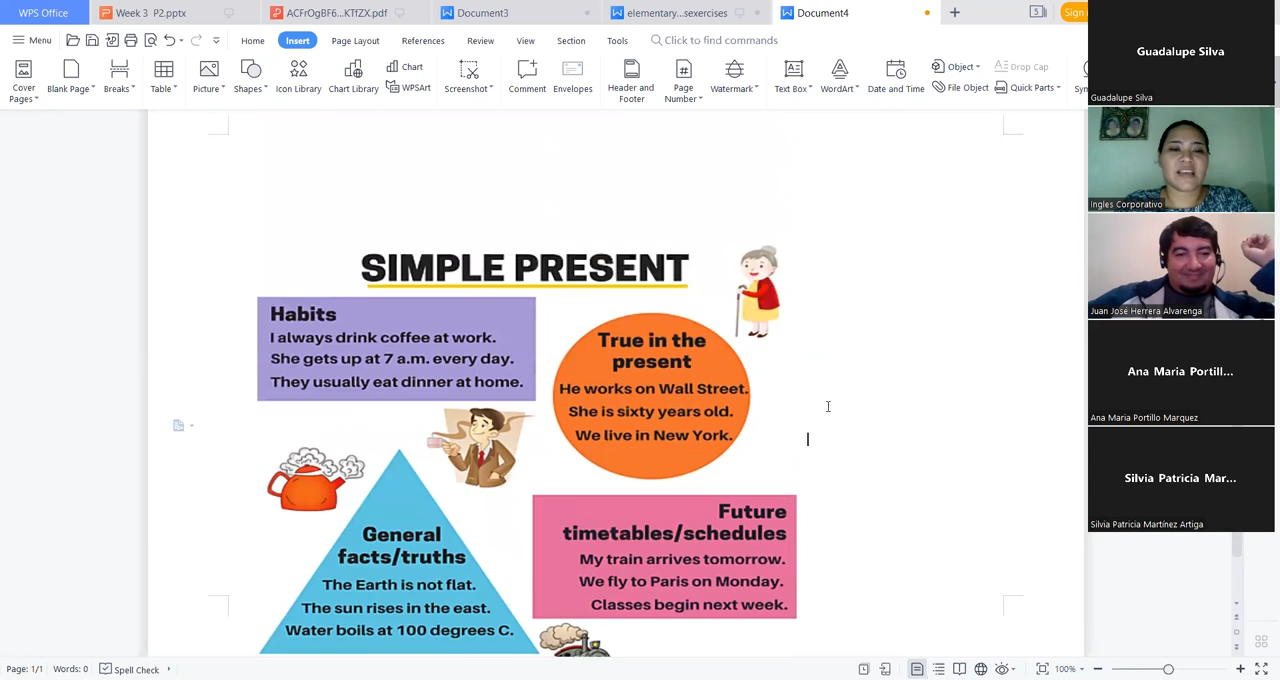 WPS Office
Week 3 P2.pptx
ACFrOgBF6...KTfZX.pdf
Document3
elementary...sexercises
Document4
5
Sign
Menu
Home
Insert
Page Layout
References
Review
View
Section
Tools
Click to find commands
Cover Pages
Blank Page
Breaks
Table
Picture
Shapes
Icon Library
Chart Library
Chart
WPSArt
Screenshot
Comment
Envelopes
Header and Footer
Page Number
Watermark
Text Box
WordArt
Date and Time
Object
File Object
Drop Cap
Quick Parts
SIMPLE PRESENT
Habits
I always drink coffee at work.
She gets up at 7 a.m. every day.
They usually eat dinner at home.
True in the
present
He works on Wall Street.
She is sixty years old.
We live in New York.
General
facts/truths
The Earth is not flat.
The sun rises in the east.
Water boils at 100 degrees C.
Future
timetables/schedules
My train arrives tomorrow.
We fly to Paris on Monday.
Classes begin next week.
Guadalupe Silva
Guadalupe Silva
Ingles Corporativo
Juan José Herrera Alvarenga
Ana Maria Portill...
Ana Maria Portillo Marquez
Silvia Patricia Mar...
Silvia Patricia Martínez Artiga
Page: 1/1
Words: 0
Spell Check
100%